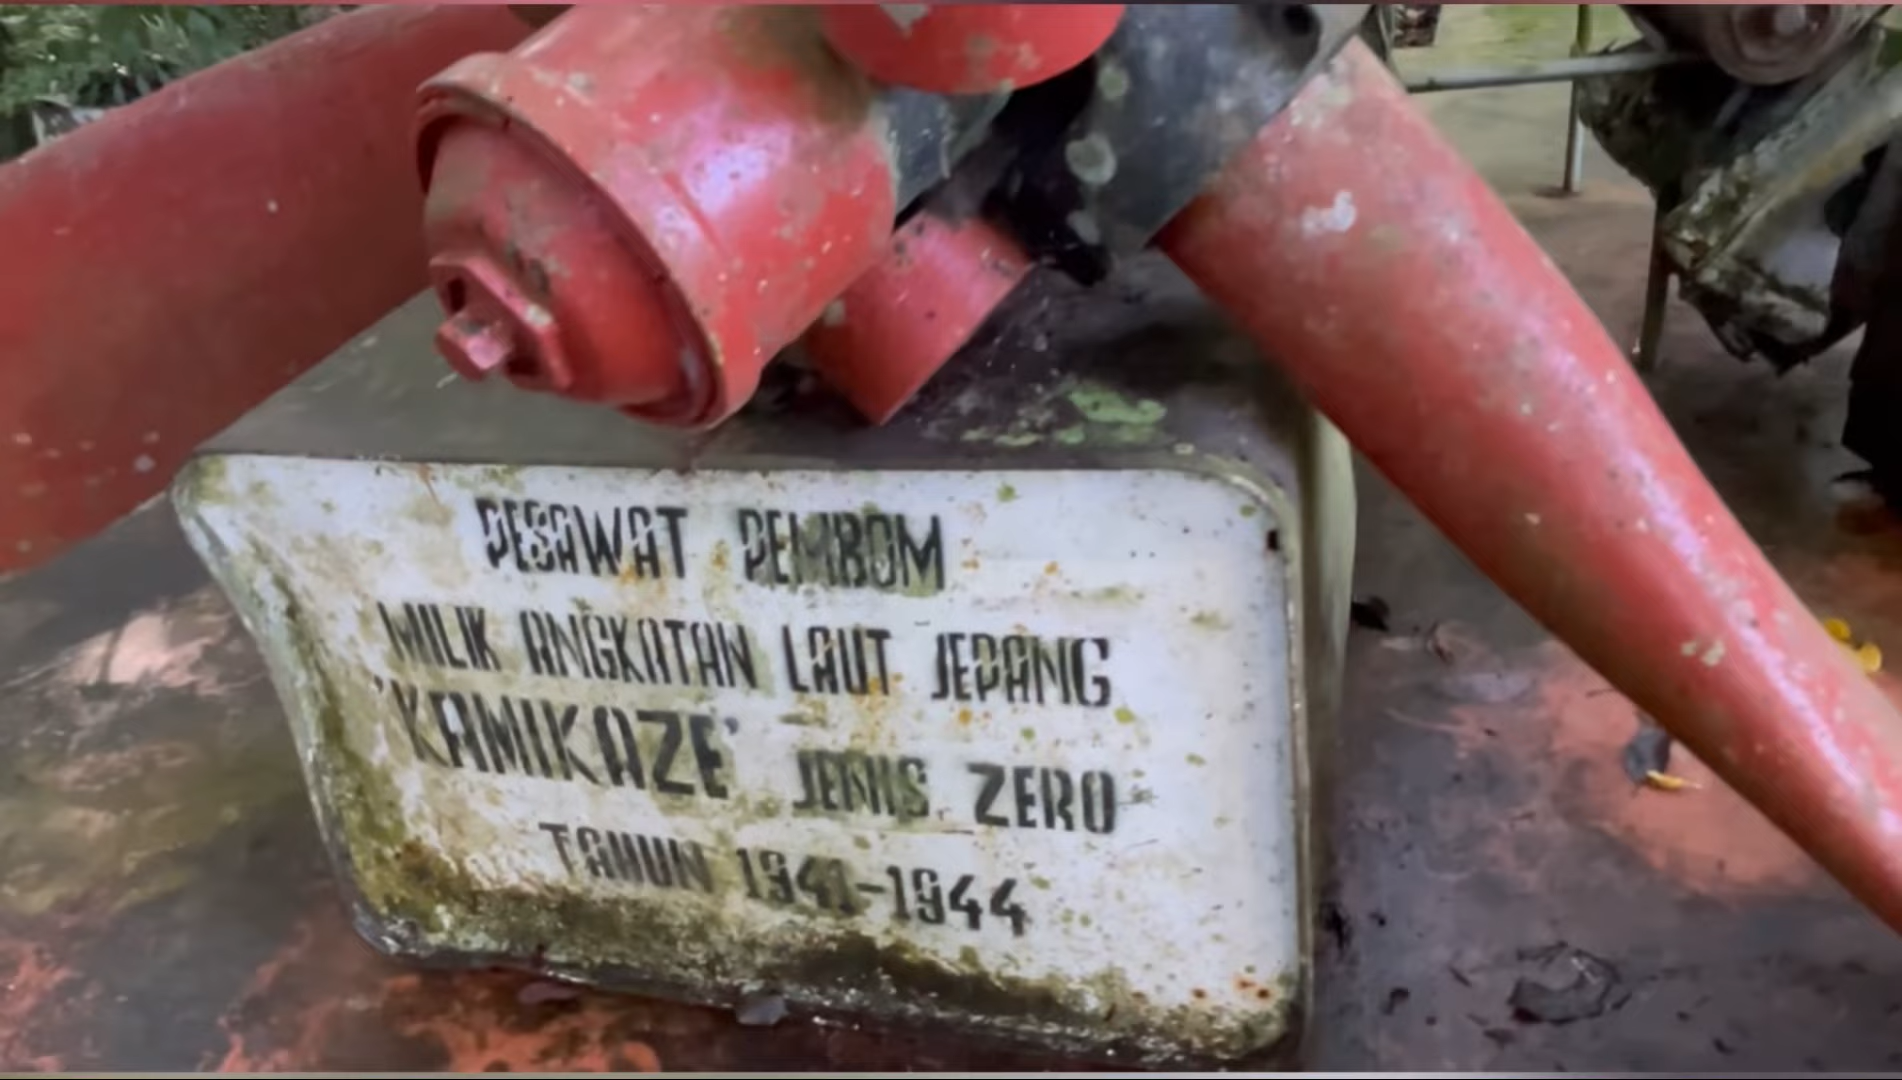 PESAWAT PEMBOM
MILIK ANGKATAN LAUT JEPANG
'KAMIKAZE' JENIS ZERO
TAHUN 1941-1944